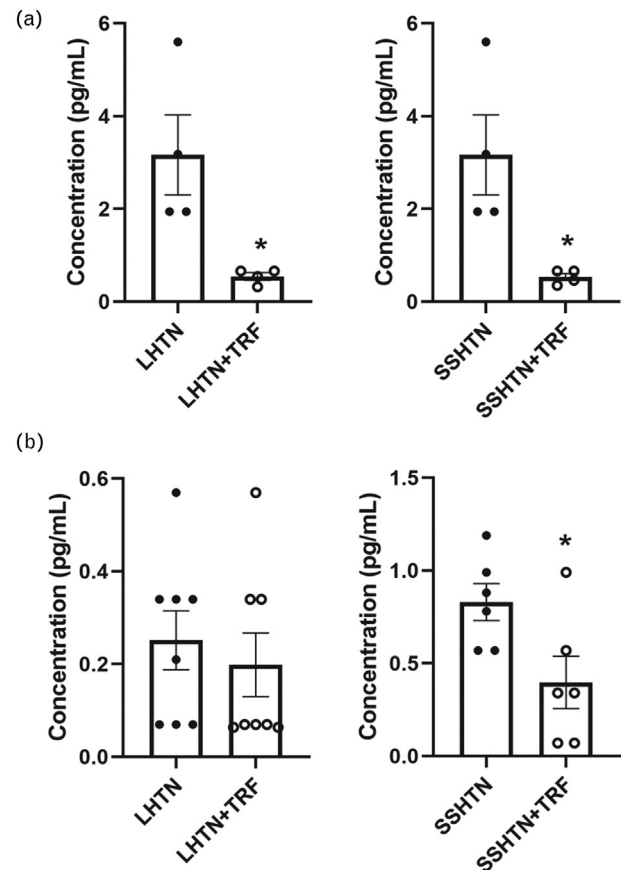 (a)
Concentration (pg/mL)
6
4
2
0
*
LHTN
LHTN+TRF
Concentration (pg/mL)
6
4
2
0
*
SSHTN
SSHTN+TRF
(b)
Concentration (pg/mL)
0.6
0.4
0.2
0.0
LHTN
LHTN+TRF
Concentration (pg/mL)
1.5
1.0
0.5
0.0
*
SSHTN
SSHTN+TRF